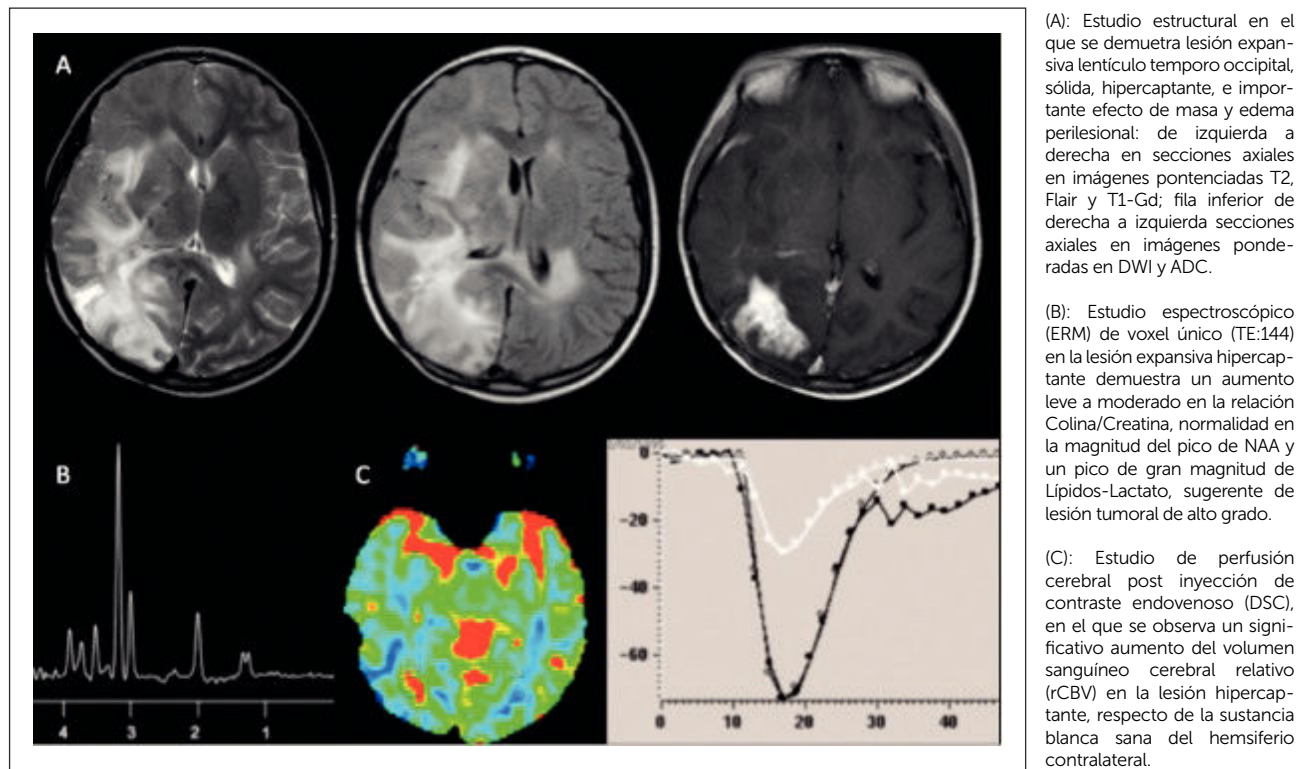 A
B
C
4
3
2
1
0
-20
-40
-60
0
10
20
30
40
(A): Estudio estructural en el
que se demuetra lesión expan-
siva lentículo temporo occipital,
sólida, hipercaptante, e impor-
tante efecto de masa y edema
perilesional: de izquierda a
derecha en secciones axiales
en imágenes pontenciadas T2,
Flair y T1-Gd; fila inferior de
derecha a izquierda secciones
axiales en imágenes ponde-
radas en DWI y ADC.
(B): Estudio espectroscópico
(ERM) de voxel único (TE:144)
en la lesión expansiva hipercap-
tante demuestra un aumento
leve a moderado en la relación
Colina/Creatina, normalidad en
la magnitud del pico de NAA y
un pico de gran magnitud de
Lípidos-Lactato, sugerente de
lesión tumoral de alto grado.
(C): Estudio de perfusión
cerebral post inyección de
contraste endovenoso (DSC),
en el que se observa un signi-
ficativo aumento del volumen
sanguíneo cerebral relativo
(rCBV) en la lesión hipercap-
tante, respecto de la sustancia
blanca sana del hemsiferio
contralateral.